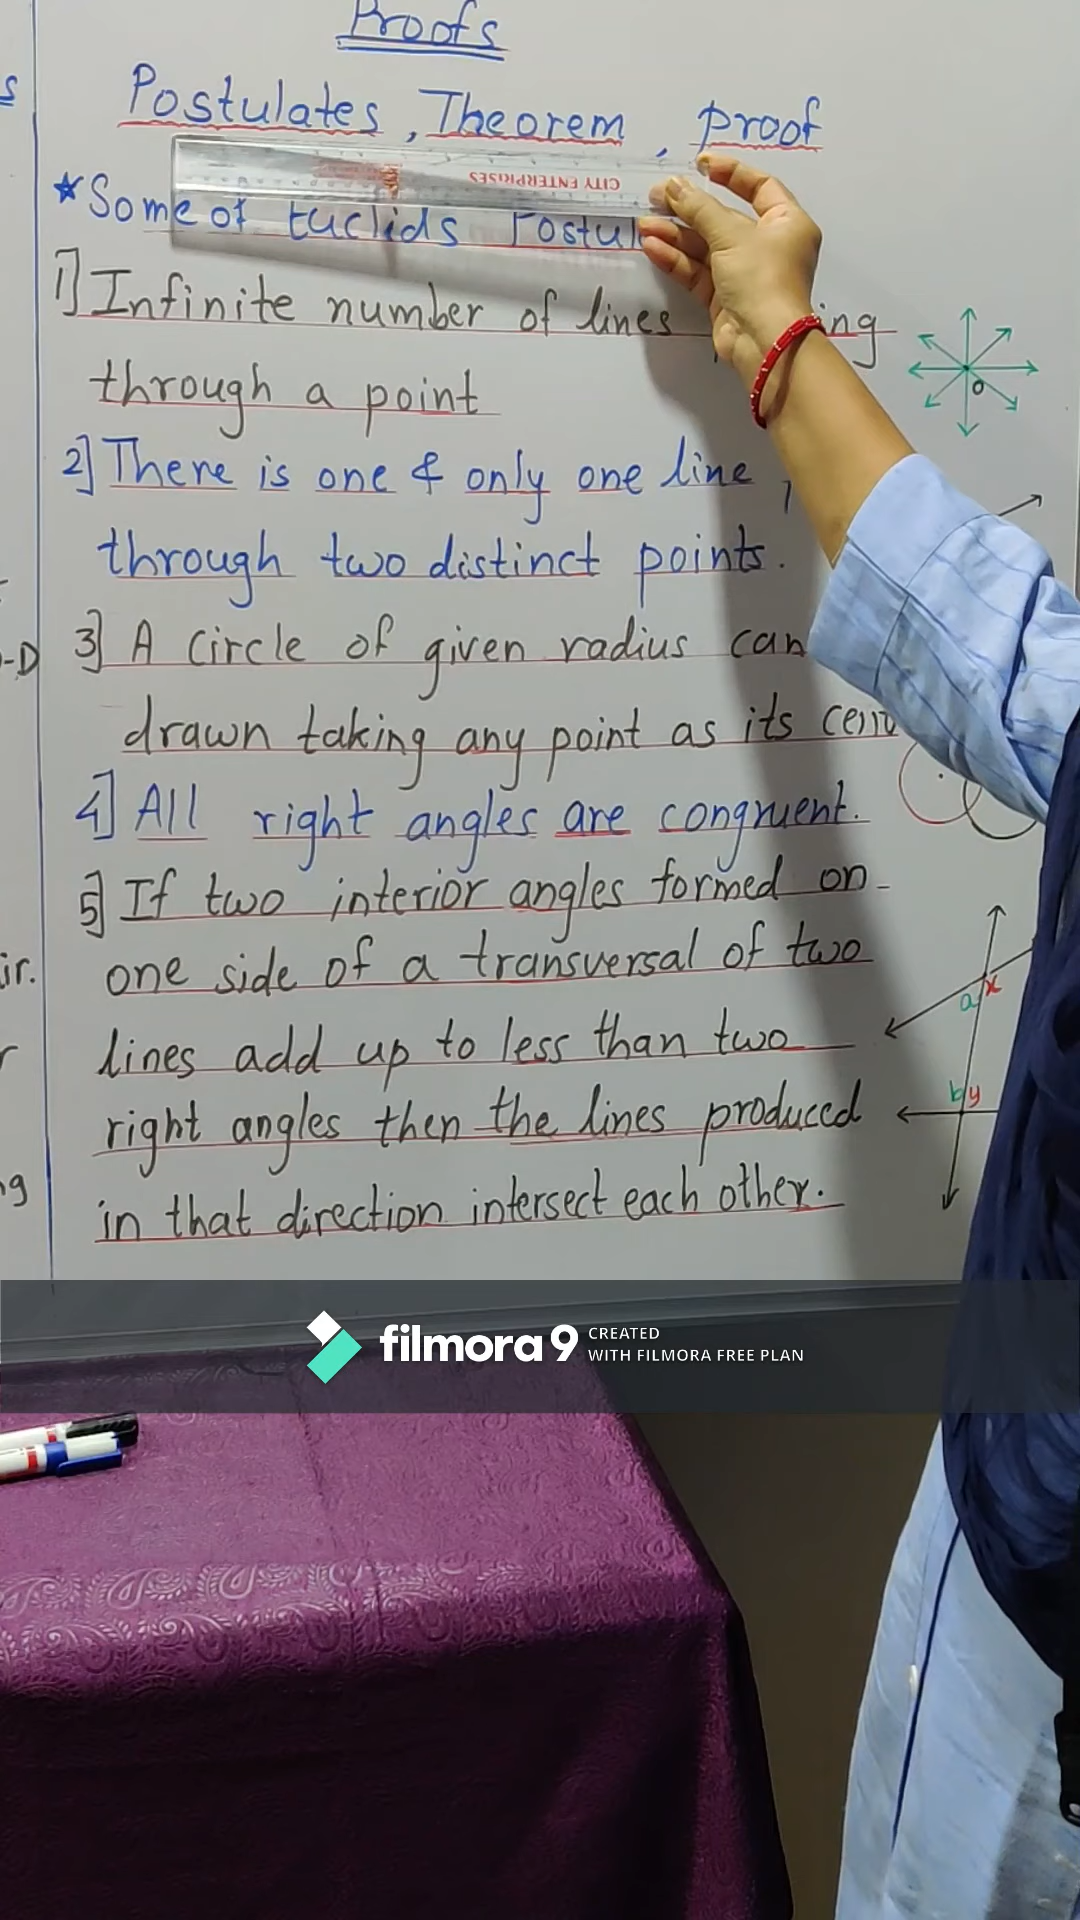 Proofs
Postulates, Theorem, proof
CITY ENTERPRISES
* Some of Euclids
1] Infinite number of lines
through a point
2] There is one & only one line
through two distinct points.
3] A circle of given radius can
drawn taking any point as its
4] All right angles are congruent.
5] If two interior angles formed on
one side of a transversal of two
lines add up to less than two
right angles then the lines produced
in that direction intersect each other.
O
a x
b y
s
-D
ir.
r
g
filmora 9 CREATED
WITH FILMORA FREE PLAN